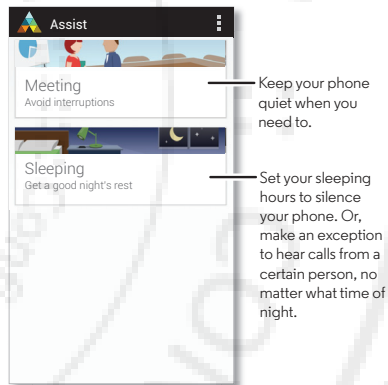 Assist
Meeting
Avoid interruptions
Keep your phone
quiet when you
need to.
Sleeping
Get a good night's rest
Set your sleeping
hours to silence
your phone. Or,
make an exception
to hear calls from a
certain person, no
matter what time of
night.